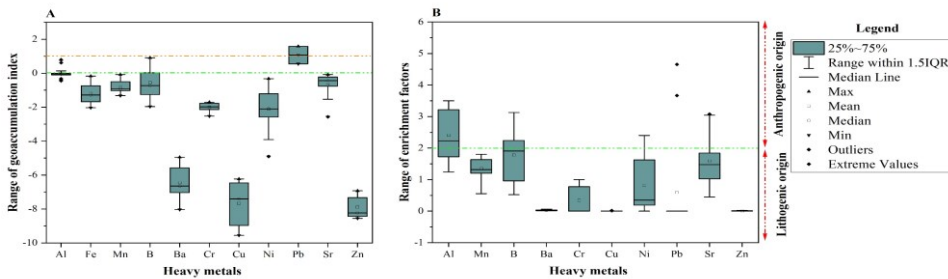 A
Range of geoaccumulation index
2
0
-2
-4
-6
-8
-10
Al Fe Mn B Ba Cr Cu Ni Pb Sr Zn
Heavy metals
B
Range of enrichment factors
6
5
4
3
2
1
0
-1
Al Mn B Ba Cr Cu Ni Pb Sr Zn
Heavy metals
Anthropogenic origin
Lithogenic origin
Legend
25%~75%
Range within 1.5IQR
Median Line
Max
Mean
Median
Min
Outliers
Extreme Values